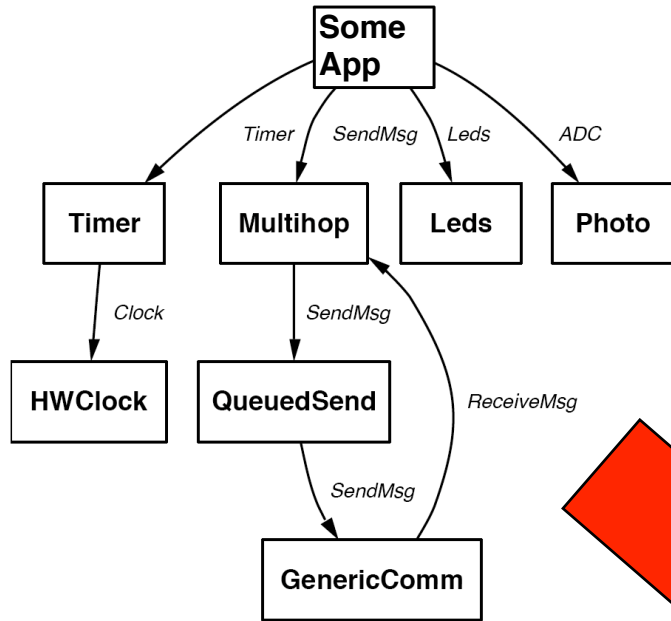 Some
App
Timer
SendMsg
Leds
ADC
Timer
Multihop
Leds
Photo
Clock
SendMsg
HWClock
QueuedSend
ReceiveMsg
SendMsg
GenericComm